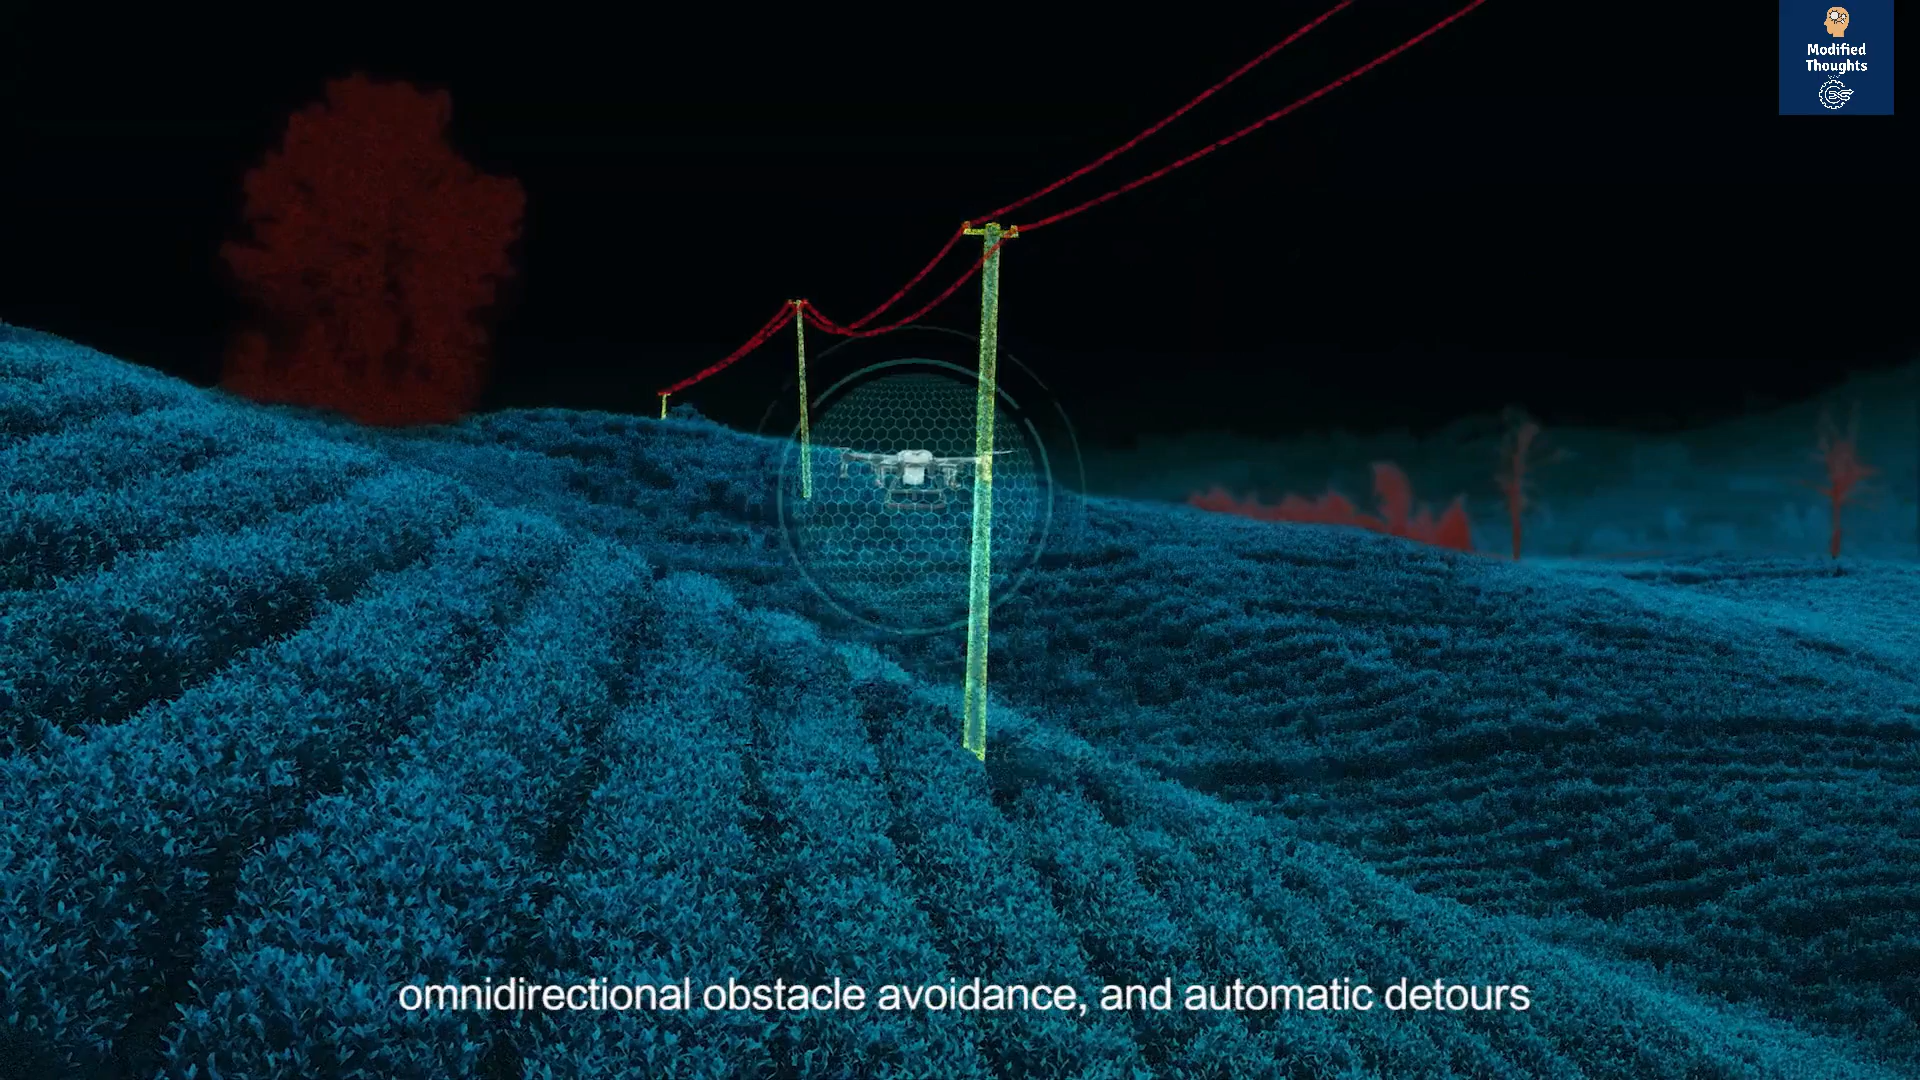 Modified
Thoughts
omnidirectional obstacle avoidance, and automatic detours